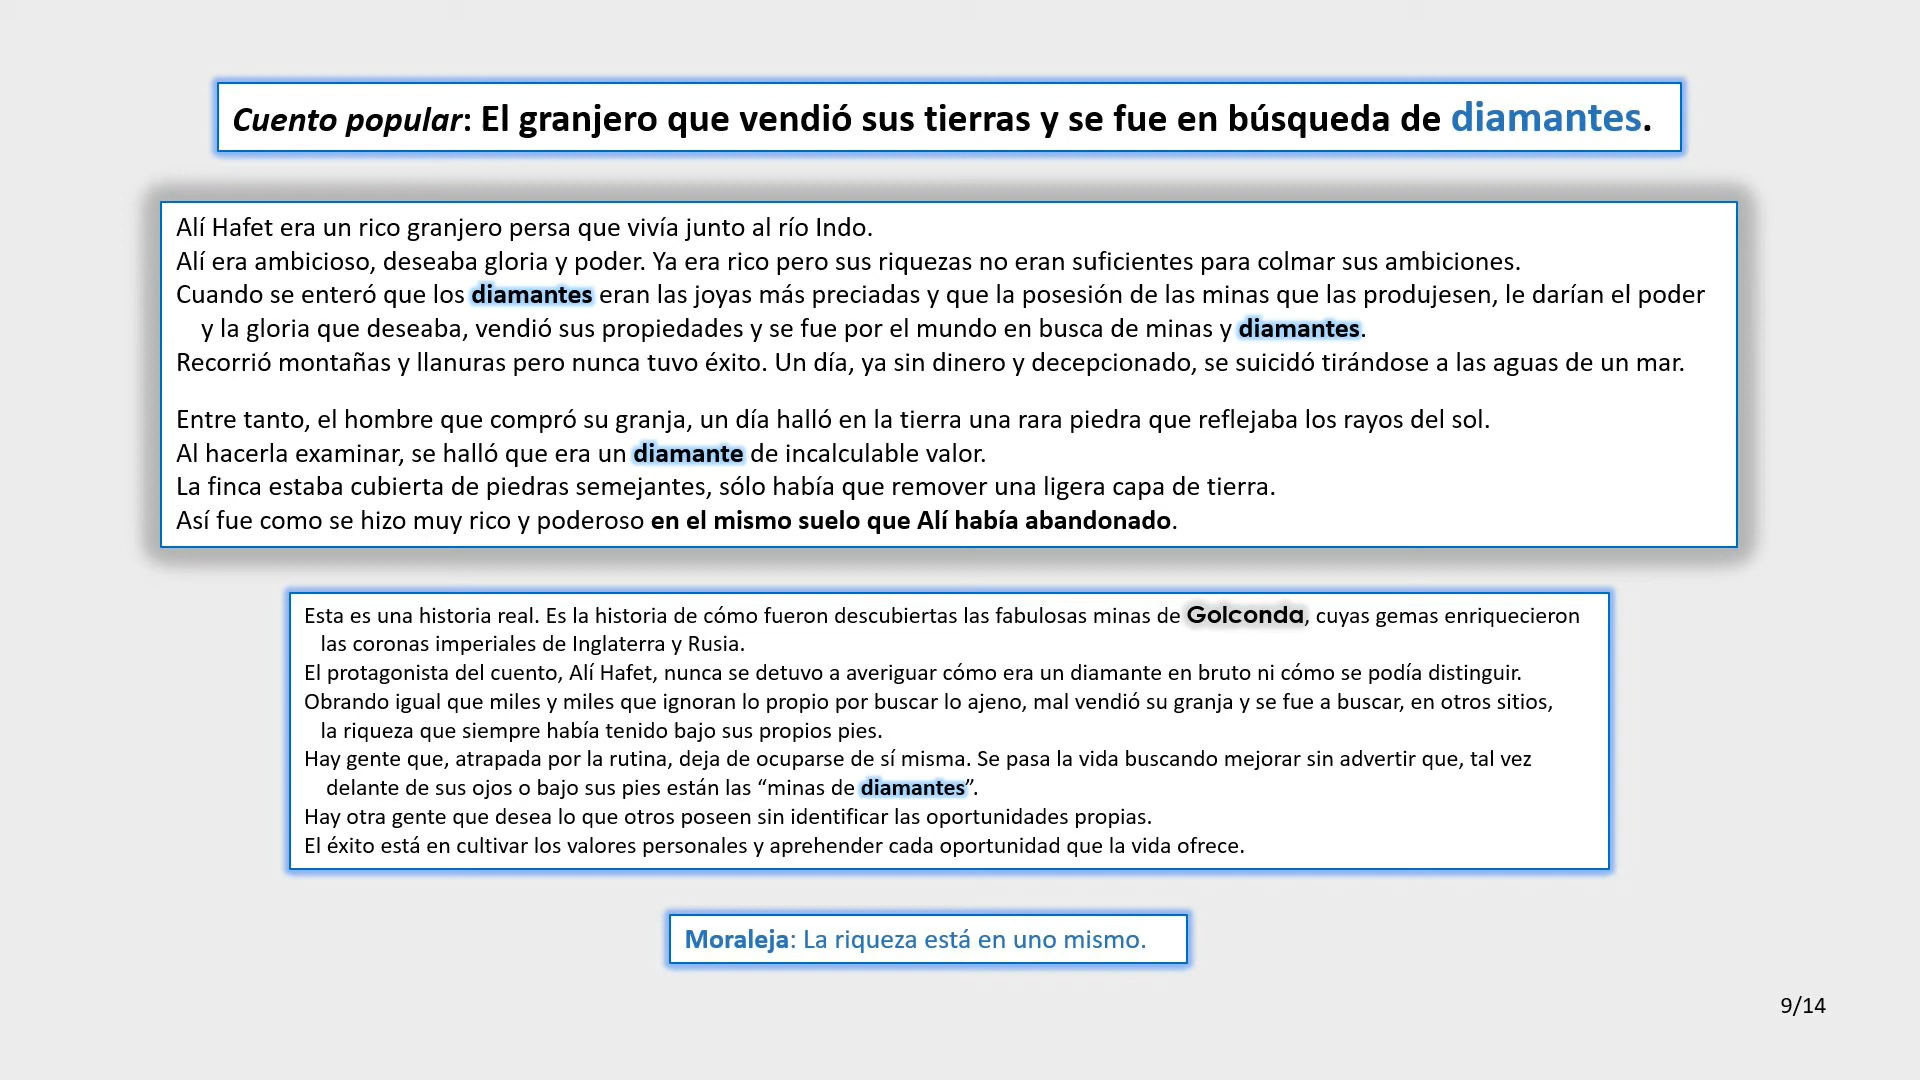 Cuento popular: El granjero que vendió sus tierras y se fue en búsqueda de diamantes.
Alí Hafet era un rico granjero persa que vivía junto al río Indo.
Alí era ambicioso, deseaba gloria y poder. Ya era rico pero sus riquezas no eran suficientes para colmar sus ambiciones.
Cuando se enteró que los diamantes eran las joyas más preciadas y que la posesión de las minas que las produjesen, le darían el poder
y la gloria que deseaba, vendió sus propiedades y se fue por el mundo en busca de minas y diamantes.
Recorrió montañas y llanuras pero nunca tuvo éxito. Un día, ya sin dinero y decepcionado, se suicidó tirándose a las aguas de un mar.
Entre tanto, el hombre que compró su granja, un día halló en la tierra una rara piedra que reflejaba los rayos del sol.
Al hacerla examinar, se halló que era un diamante de incalculable valor.
La finca estaba cubierta de piedras semejantes, sólo había que remover una ligera capa de tierra.
Así fue como se hizo muy rico y poderoso en el mismo suelo que Alí había abandonado.
Esta es una historia real. Es la historia de cómo fueron descubiertas las fabulosas minas de Golconda, cuyas gemas enriquecieron
las coronas imperiales de Inglaterra y Rusia.
El protagonista del cuento, Alí Hafet, nunca se detuvo a averiguar cómo era un diamante en bruto ni cómo se podía distinguir.
Obrando igual que miles y miles que ignoran lo propio por buscar lo ajeno, mal vendió su granja y se fue a buscar, en otros sitios,
la riqueza que siempre había tenido bajo sus propios pies.
Hay gente que, atrapada por la rutina, deja de ocuparse de sí misma. Se pasa la vida buscando mejorar sin advertir que, tal vez
delante de sus ojos o bajo sus pies están las “minas de diamantes”.
Hay otra gente que desea lo que otros poseen sin identificar las oportunidades propias.
El éxito está en cultivar los valores personales y aprehender cada oportunidad que la vida ofrece.
Moraleja: La riqueza está en uno mismo.
9/14